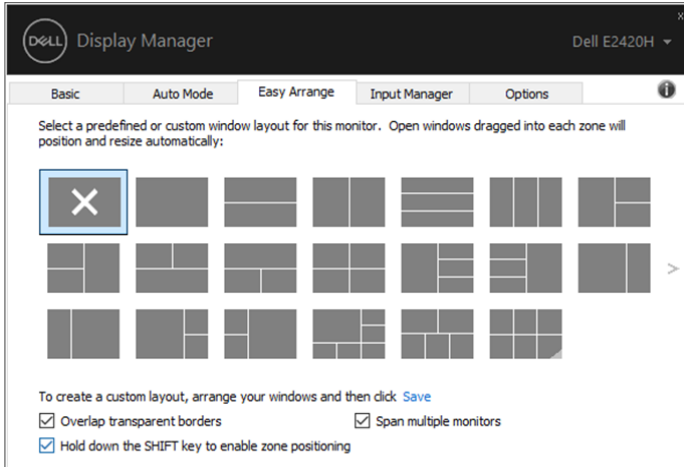 x
DELL Display Manager Dell E2420H
Basic Auto Mode Easy Arrange Input Manager Options
Select a predefined or custom window layout for this monitor. Open windows dragged into each zone will
position and resize automatically:
>
To create a custom layout, arrange your windows and then click Save
Overlap transparent borders Span multiple monitors
Hold down the SHIFT key to enable zone positioning